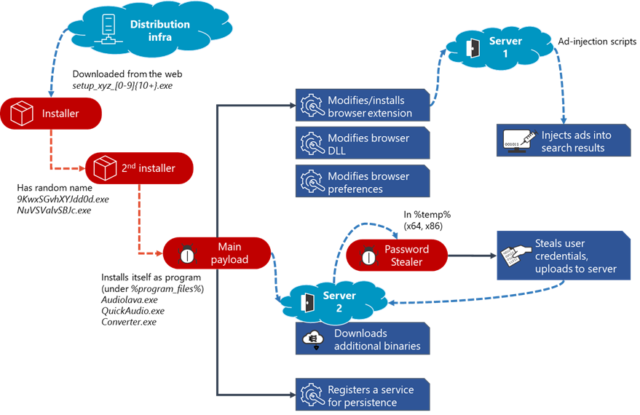 Distribution
infra
Downloaded from the web
setup_xyz_[0-9]{10+}.exe
Installer
2nd installer
Has random name
9KwxSGvhXYJdd0d.exe
NuVSValvSBJc.exe
Main
payload
Installs itself as program
(under %program_files%)
Audiolava.exe
QuickAudio.exe
Converter.exe
Modifies/installs
browser extension
Modifies browser
DLL
Modifies browser
preferences
Server
1
Ad-injection scripts
Injects ads into
search results
In %temp%
(x64, x86)
Password
Stealer
Steals user
credentials,
uploads to server
Server
2
Downloads
additional binaries
Registers a service
for persistence